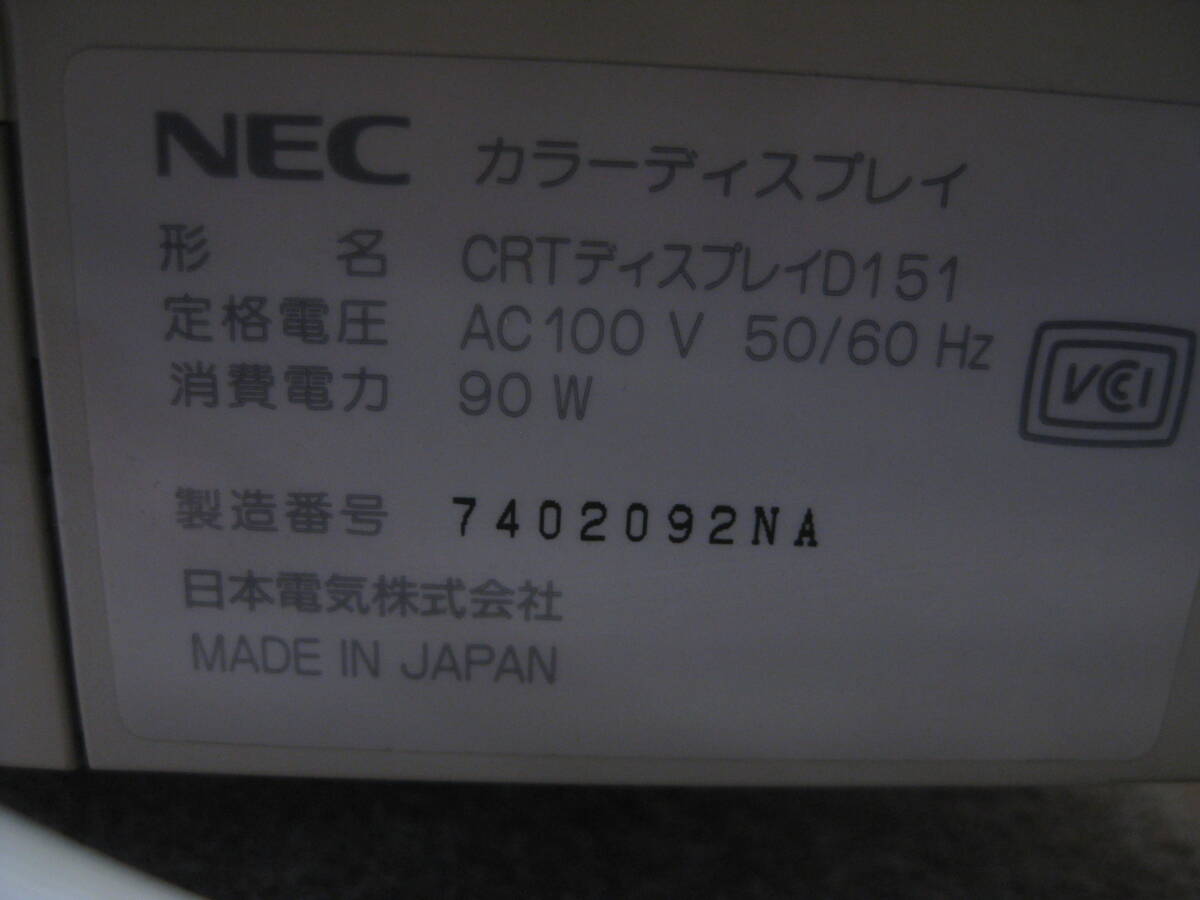 NEC カラーディスプレイ
形 名 CRTディスプレイD151
定格電圧 AC100 V 50/60 Hz
消費電力 90 W
VCCI
製造番号 7402092NA
日本電気株式会社
MADE IN JAPAN